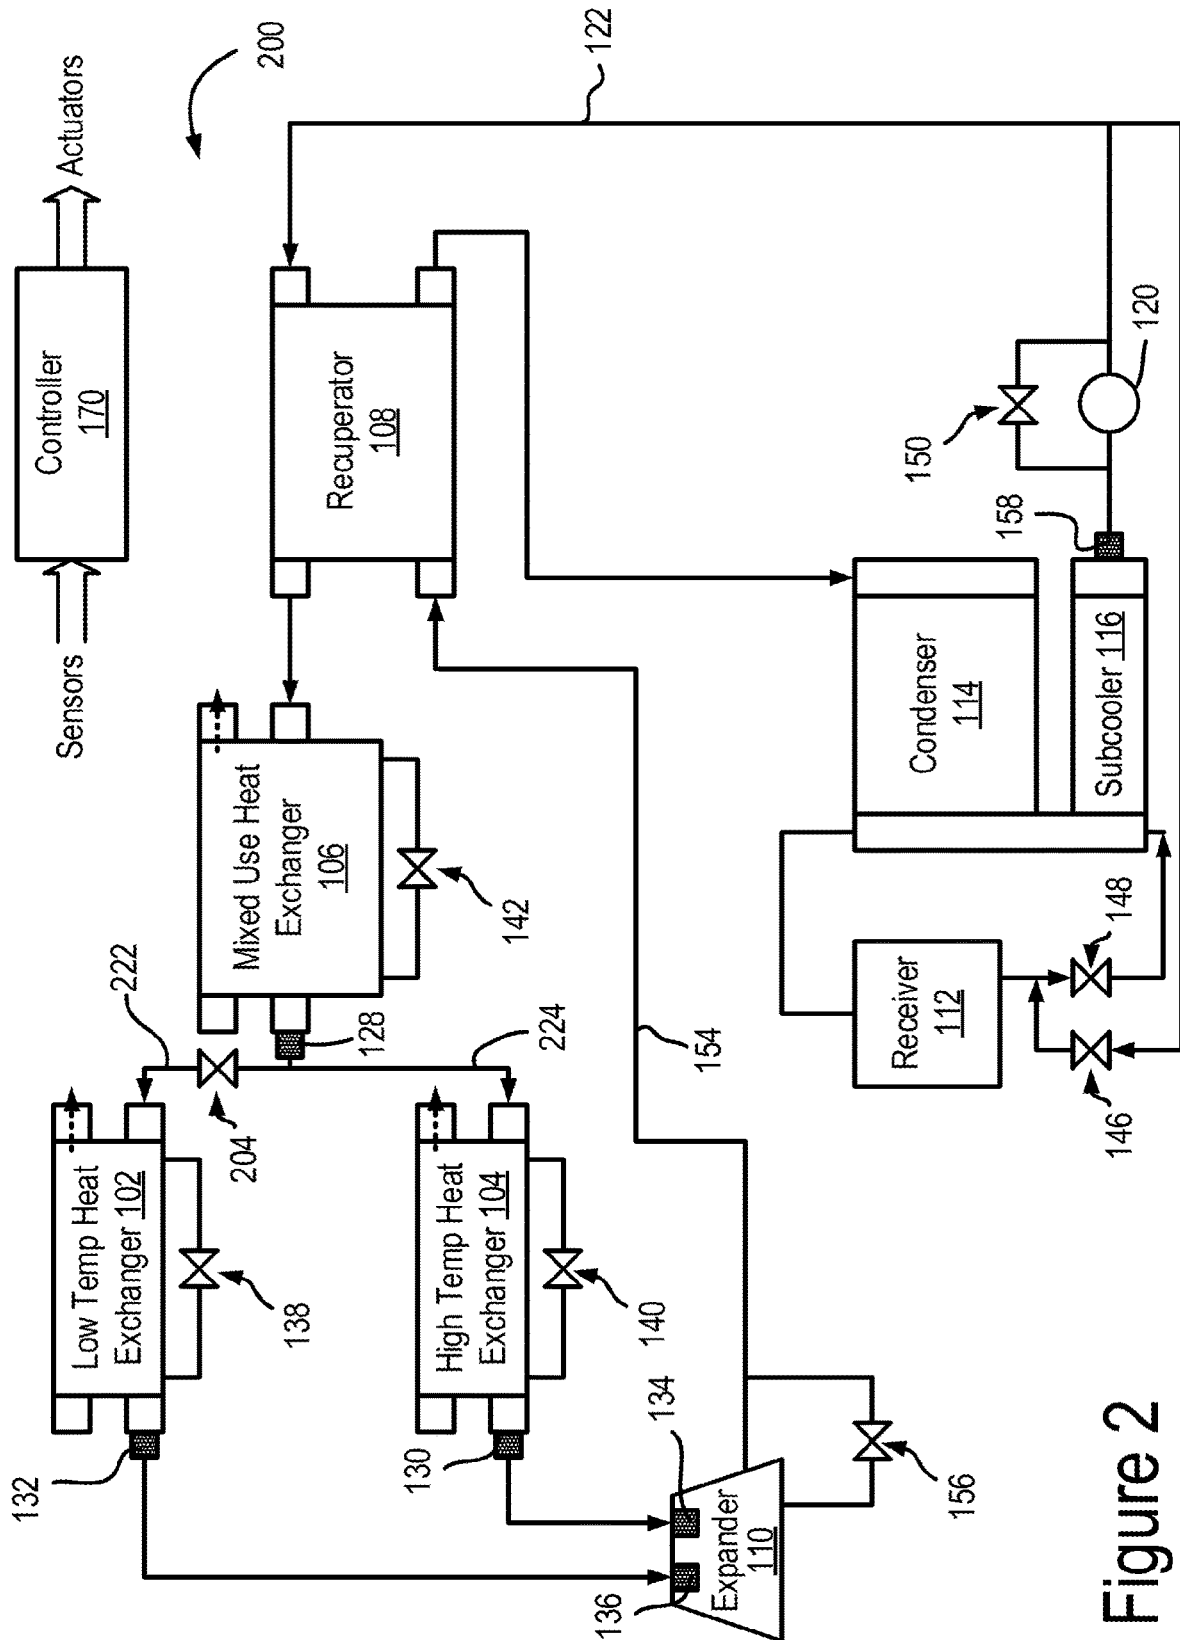 Sensors
Controller
170
Actuators
200
122
222
Low Temp Heat
Exchanger 102
138
132
204
128
224
Mixed Use Heat
Exchanger
106
142
Recuperator
108
High Temp Heat
Exchanger 104
140
130
134
136
Expander
110
156
154
Receiver
112
146
148
Condenser
114
Subcooler 116
158
150
120
Figure 2